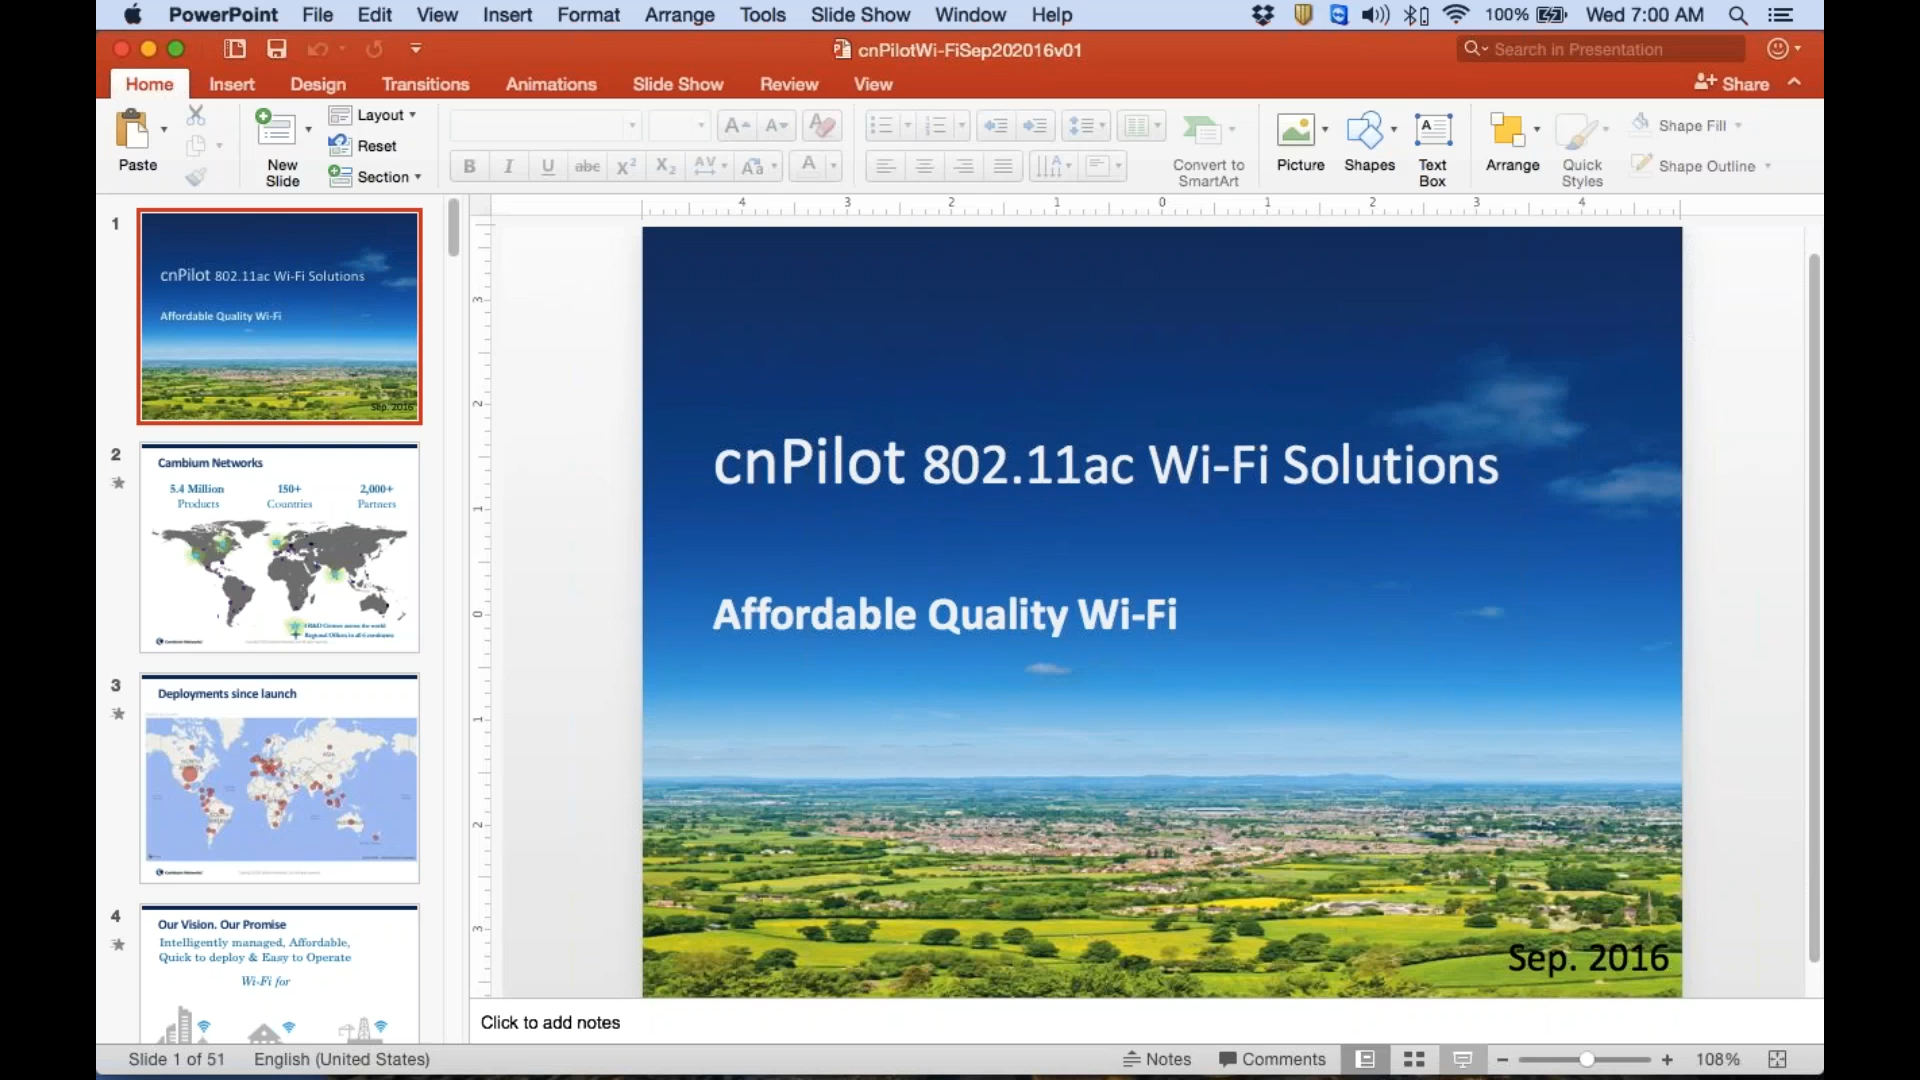 PowerPoint File Edit View Insert Format Arrange Tools Slide Show Window Help 100% Wed 7:00 AM
cnPilotWi-FiSep202016v01
Search in Presentation
Home Insert Design Transitions Animations Slide Show Review View Share
Paste
New Slide
Layout
Reset
Section
Convert to SmartArt
Picture
Shapes
Text Box
Arrange
Quick Styles
Shape Fill
Shape Outline
1
cnPilot 802.11ac Wi-Fi Solutions
Affordable Quality Wi-Fi
Sep. 2016
2
Cambium Networks
5.4 Million 150+ 2,000+
Products Countries Partners
Cambium Networks
3
Deployments since launch
Cambium Networks
4
Our Vision. Our Promise
Intelligently managed, Affordable,
Quick to deploy & Easy to Operate
Wi-Fi for
cnPilot 802.11ac Wi-Fi Solutions
Affordable Quality Wi-Fi
Sep. 2016
Click to add notes
Slide 1 of 51 English (United States) Notes Comments 108%